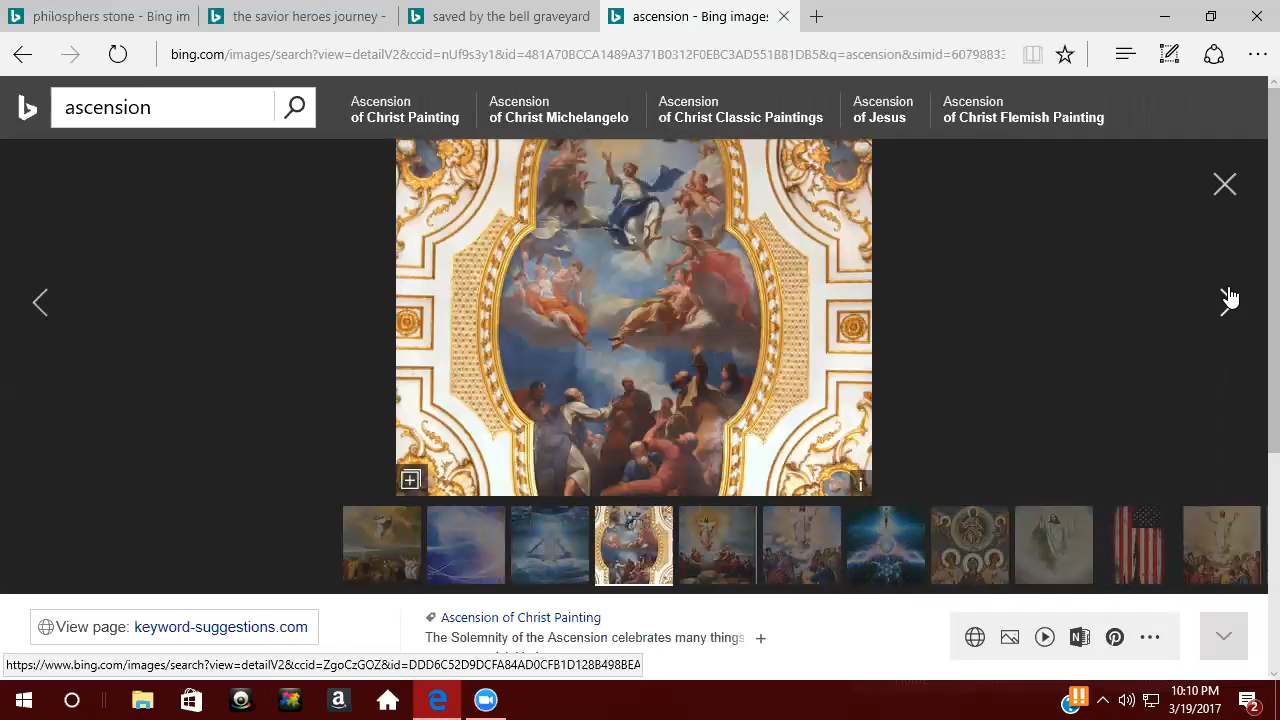 philosphers stone - Bing im
the savior heroes journey -
saved by the bell graveyard
ascension - Bing images
bing.com/images/search?view=detailV2&ccid=nUf9s3y1&id=481A70BCCA1489A371B0312F0EBC3AD551BB1DB5&q=ascension&simid=60798833
ascension
Ascension
of Christ Painting
Ascension
of Christ Michelangelo
Ascension
of Christ Classic Paintings
Ascension
of Jesus
Ascension
of Christ Flemish Painting
View page: keyword-suggestions.com
Ascension of Christ Painting
The Solemnity of the Ascension celebrates many things
https://www.bing.com/images/search?view=detailV2&ccid=ZgoCzGOZ&id=DDD6C52D9DCFA84AD0CFB1D128B498BEA
10:10 PM
3/19/2017
2